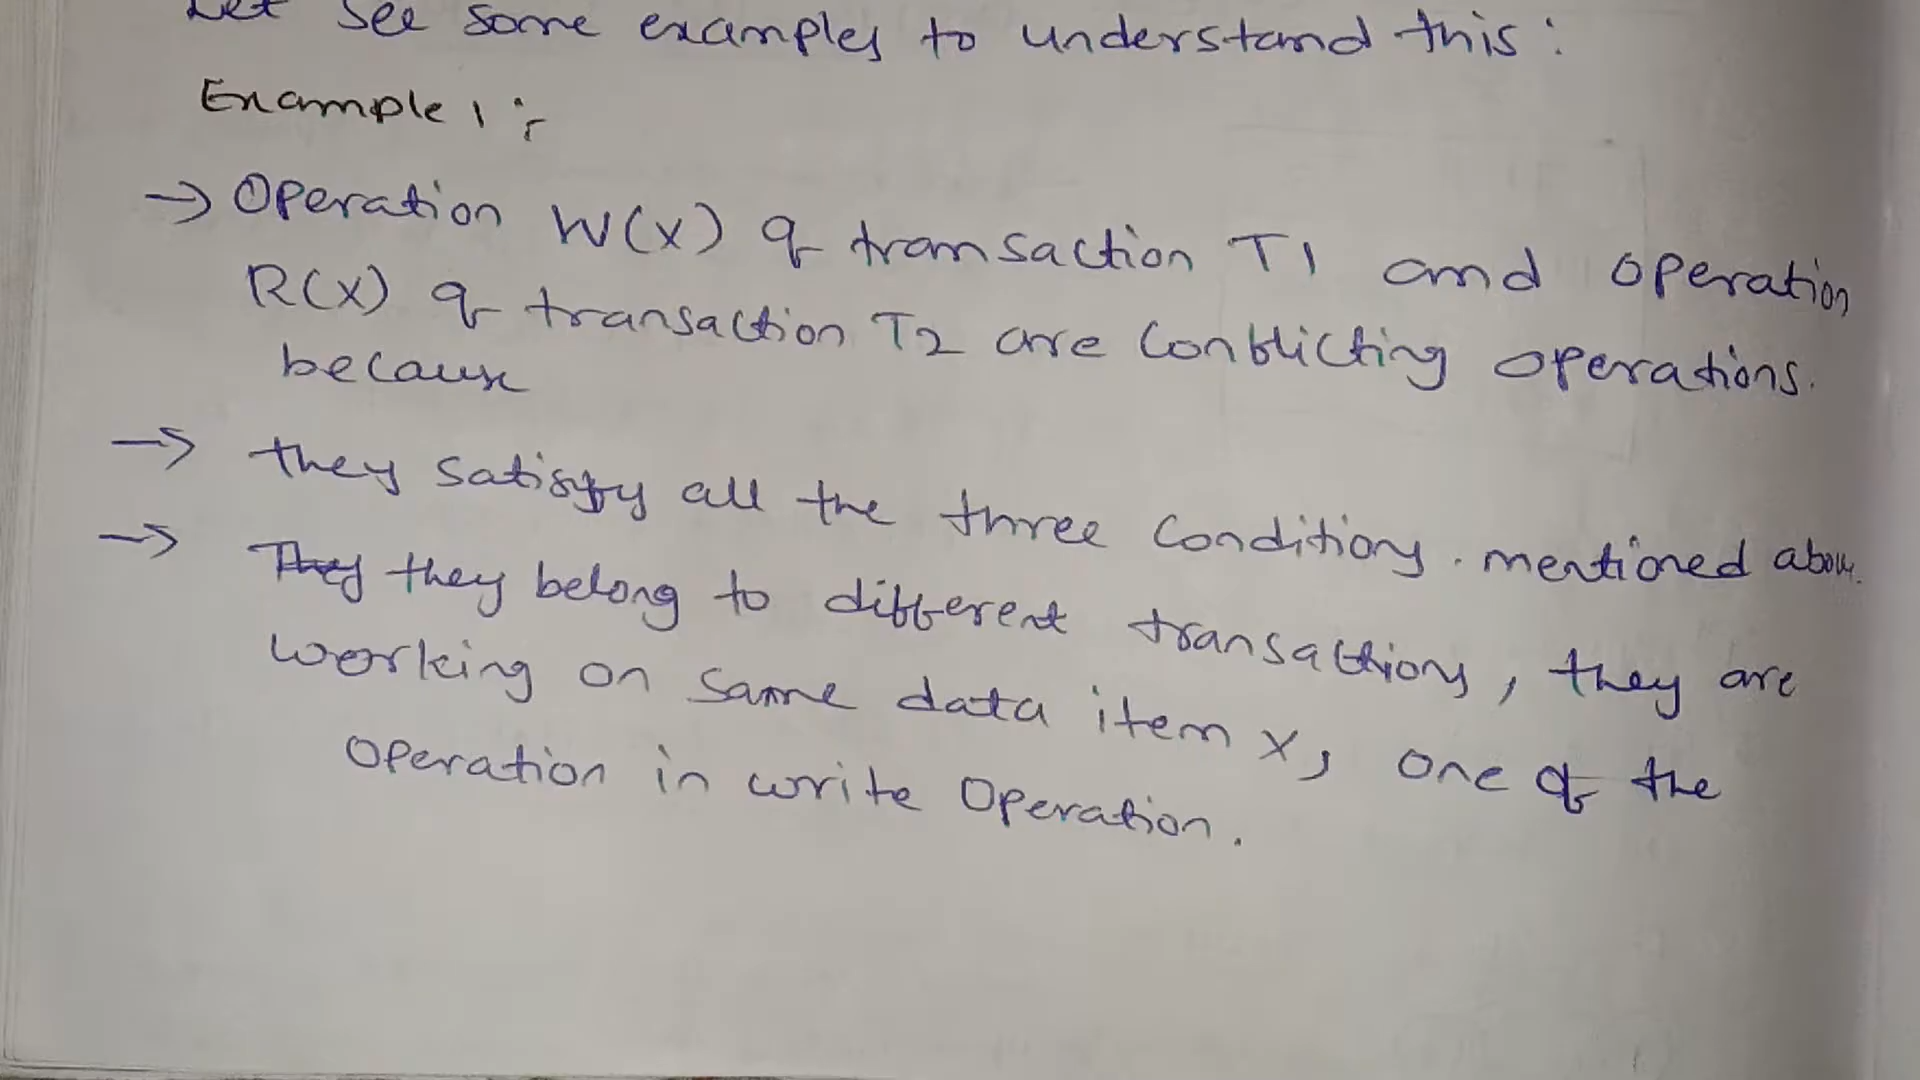 Let see some examples to understand this:
Example 1:
→ Operation W(X) of transaction T1 and operation
R(X) of transaction T2 are conflicting operations.
because
→ they satisfy all the three conditions. mentioned above.
→ They they belong to different transactions, they are
working on same data item X, one of the
operation in write operation.